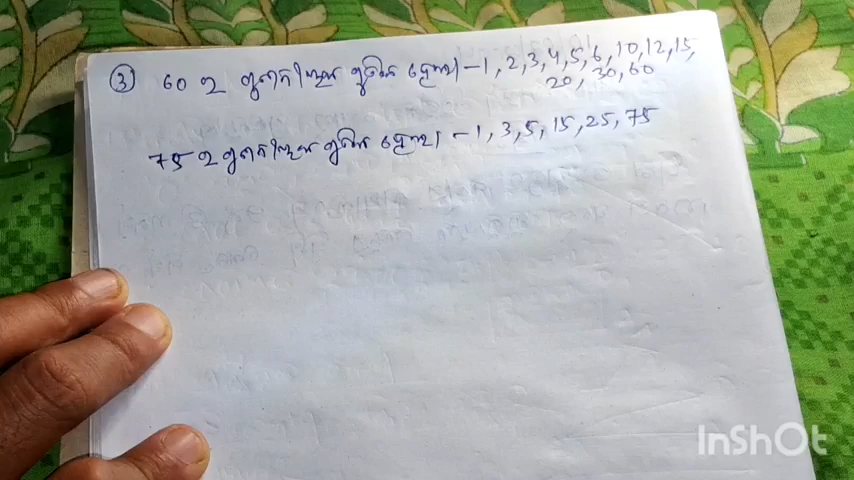 ③ 60 ର ଗୁଣନୀୟକ ଗୁଡିକ ହେଲା -1, 2, 3, 4, 5, 6, 10, 12, 15,
20, 30, 60
75 ର ଗୁଣନୀୟକ ଗୁଡିକ ହେଲା -1, 3, 5, 15, 25, 75
InShOt